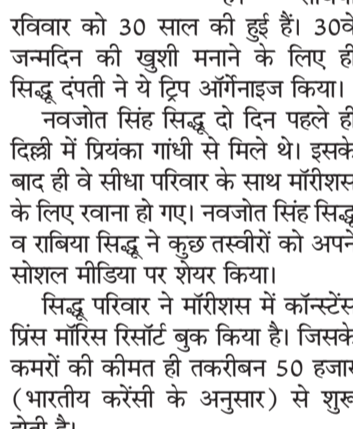 रविवार को 30 साल की हुई हैं। 30वें
जन्मदिन की खुशी मनाने के लिए ही
सिद्धू दंपती ने ये ट्रिप ऑर्गेनाइज किया।
नवजोत सिंह सिद्धू दो दिन पहले ही
दिल्ली में प्रियंका गांधी से मिले थे। इसके
बाद ही वे सीधा परिवार के साथ मॉरीशस
के लिए रवाना हो गए। नवजोत सिंह सिद्धू
व राबिया सिद्धू ने कुछ तस्वीरों को अपने
सोशल मीडिया पर शेयर किया।
सिद्धू परिवार ने मॉरीशस में कॉन्स्टेंस
प्रिंस मॉरिस रिसॉर्ट बुक किया है। जिसके
कमरों की कीमत ही तकरीबन 50 हजार
(भारतीय करेंसी के अनुसार) से शुरू
होती है।